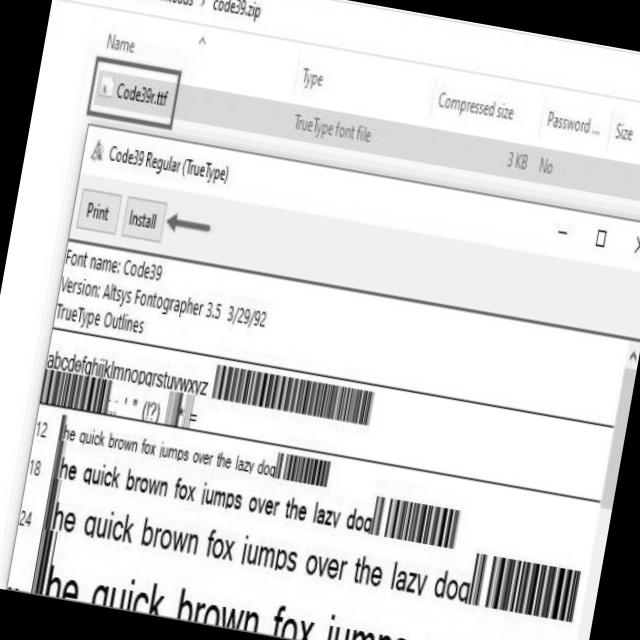 code39.zip
Name
Type
Compressed size
Password ...
Size
Code39r.ttf
TrueType font file
3 KB
No
Code39 Regular (TrueType)
Print
Install
Font name: Code39
Version: Altsys Fontographer 3.5 3/29/92
TrueType Outlines
abcdefghijklmnopqrstuvwxyz
.: ' " (!?) =
12 he quick brown fox jumps over the lazy dog
18 he quick brown fox jumps over the lazy dog
24 he quick brown fox jumps over the lazy dog
he quick brown fox jumps